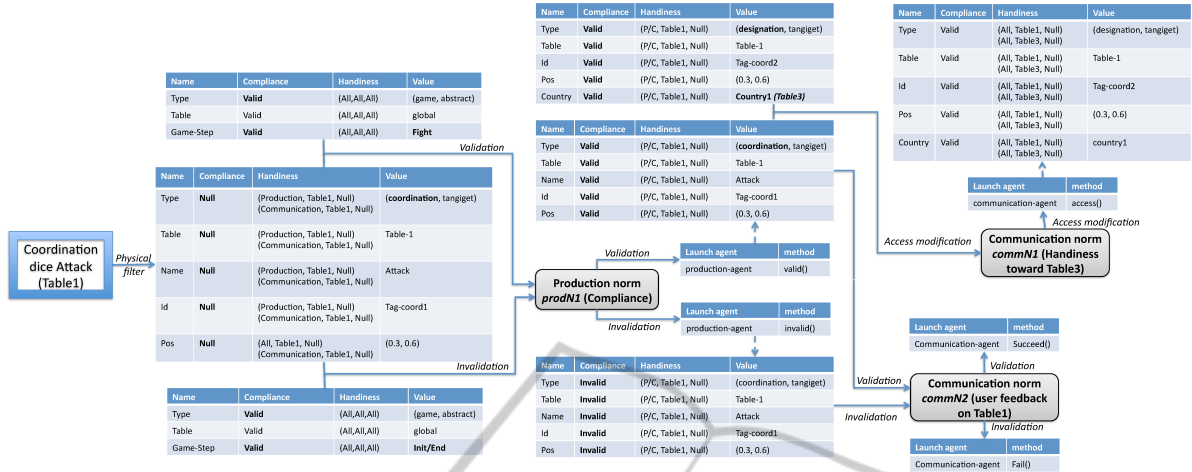 Coordination
dice Attack
(Table1)
Physical
filter
Name Compliance Handiness Value
Type Valid (All,All,All) (game, abstract)
Table Valid (All,All,All) global
Game-Step Valid (All,All,All) Fight
Validation
Name Compliance Handiness Value
Type Null (Production, Table1, Null) (coordination, tangiget)
(Communication, Table1, Null)
Table Null (Production, Table1, Null) Table-1
(Communication, Table1, Null)
Name Null (Production, Table1, Null) Attack
(Communication, Table1, Null)
Id Null (Production, Table1, Null) Tag-coord1
(Communication, Table1, Null)
Pos Null (All, Table1, Null) (0.3, 0.6)
(Communication, Table1, Null)
Invalidation
Name Compliance Handiness Value
Type Valid (All,All,All) (game, abstract)
Table Valid (All,All,All) global
Game-Step Valid (All,All,All) Init/End
Name Compliance Handiness Value
Type Valid (P/C, Table1, Null) (designation, tangiget)
Table Valid (P/C, Table1, Null) Table-1
Id Valid (P/C, Table1, Null) Tag-coord2
Pos Valid (P/C, Table1, Null) (0.3, 0.6)
Country Valid (P/C, Table1, Null) Country1 (Table3)
Name Compliance Handiness Value
Type Valid (P/C, Table1, Null) (coordination, tangiget)
Table Valid (P/C, Table1, Null) Table-1
Name Valid (P/C, Table1, Null) Attack
Id Valid (P/C, Table1, Null) Tag-coord1
Pos Valid (P/C, Table1, Null) (0.3, 0.6)
Validation
Launch agent method
production-agent valid()
Production norm
prodN1 (Compliance)
Invalidation
Launch agent method
production-agent invalid()
Name Compliance Handiness Value
Type Invalid (P/C, Table1, Null) (coordination, tangiget)
Table Invalid (P/C, Table1, Null) Table-1
Name Invalid (P/C, Table1, Null) Attack
Id Invalid (P/C, Table1, Null) Tag-coord1
Pos Invalid (P/C, Table1, Null) (0.3, 0.6)
Name Compliance Handiness Value
Type Valid (All, Table1, Null) (designation, tangiget)
(All, Table3, Null)
Table Valid (All, Table1, Null) Table-1
(All, Table3, Null)
Id Valid (All, Table1, Null) Tag-coord2
(All, Table3, Null)
Pos Valid (All, Table1, Null) (0.3, 0.6)
(All, Table3, Null)
Country Valid (All, Table1, Null) country1
(All, Table3, Null)
Launch agent method
communication-agent access()
Access modification
Access modification
Communication norm
commN1 (Handiness
toward Table3)
Launch agent method
Communication-agent Succeed()
Validation
Validation
Communication norm
commN2 (user feedback
on Table1)
Invalidation
Invalidation
Launch agent method
Communication-agent Fail()